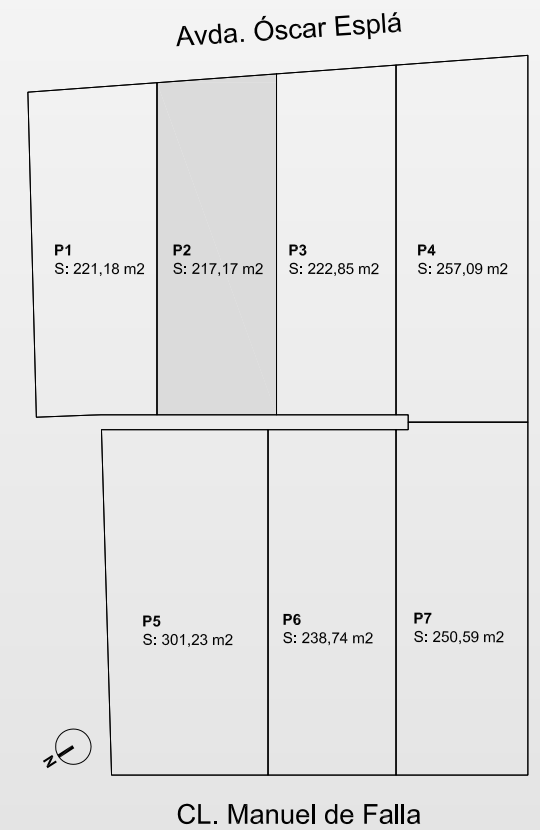 Avda. Óscar Esplá
P1
S: 221,18 m2
P2
S: 217,17 m2
P3
S: 222,85 m2
P4
S: 257,09 m2
P5
S: 301,23 m2
P6
S: 238,74 m2
P7
S: 250,59 m2
N
CL. Manuel de Falla